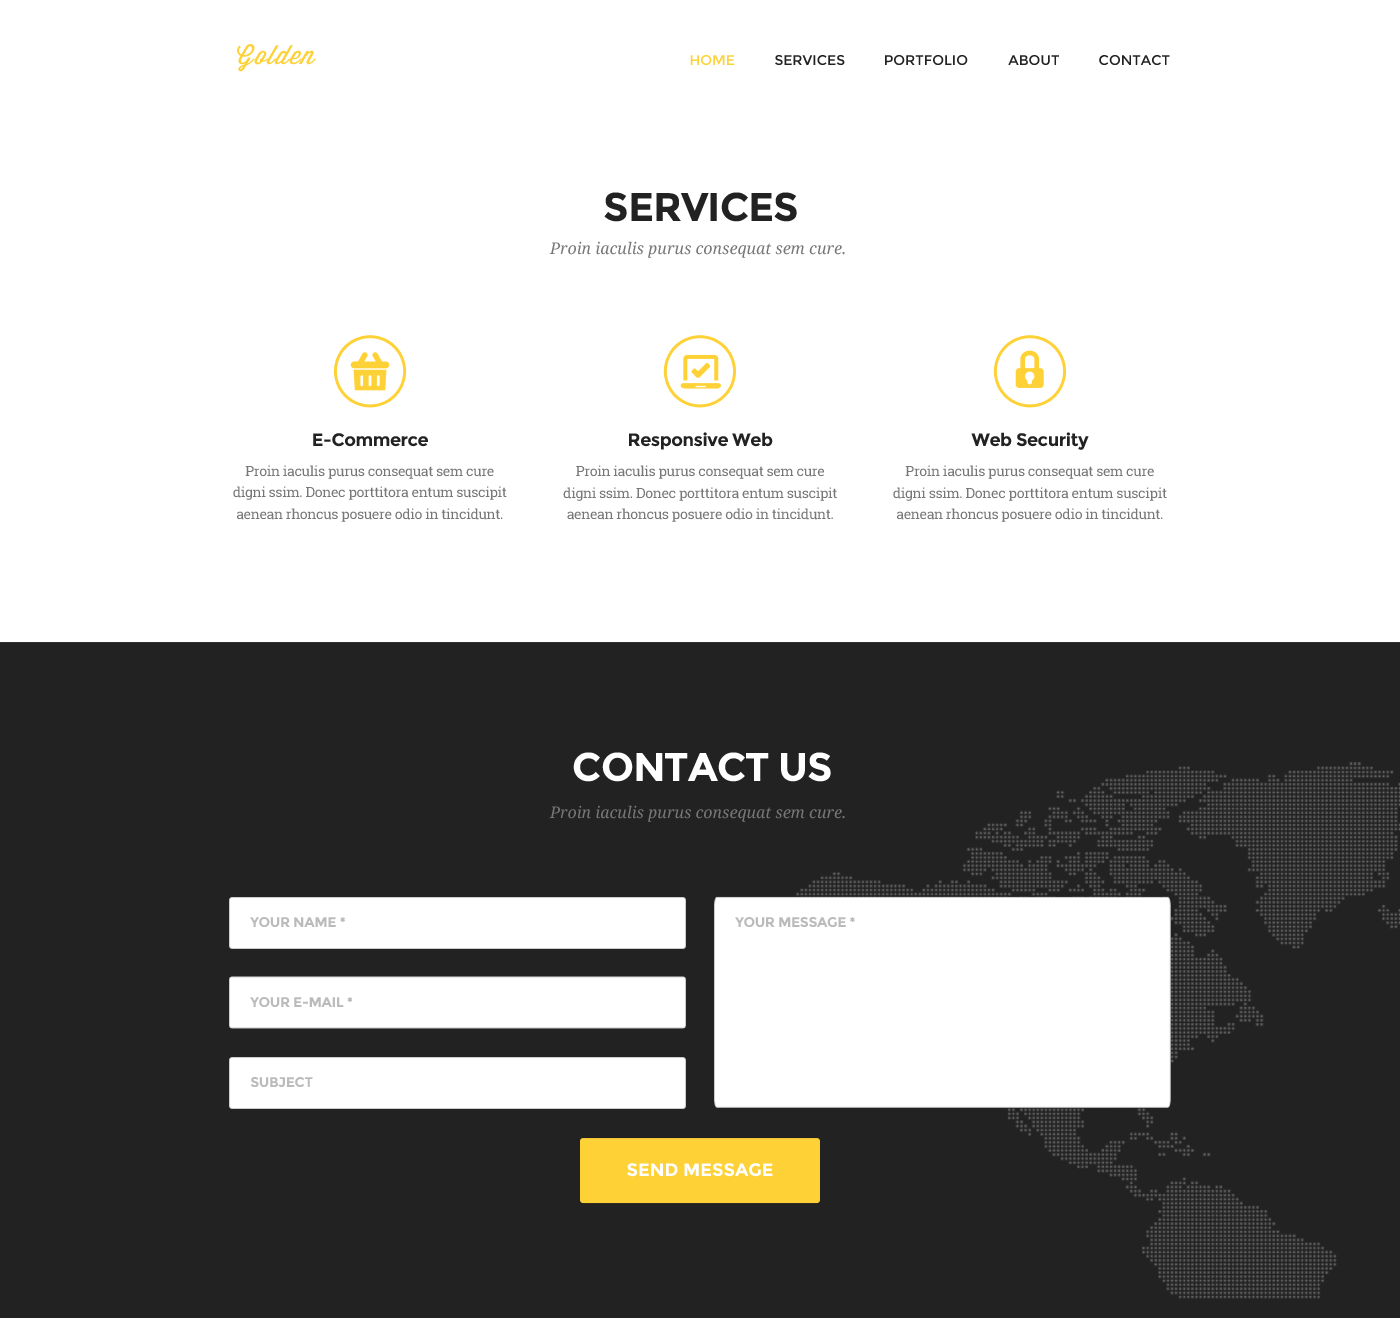 Golden
HOME SERVICES PORTFOLIO ABOUT CONTACT
SERVICES
Proin iaculis purus consequat sem cure.
E-Commerce
Proin iaculis purus consequat sem cure
digni ssim. Donec porttitora entum suscipit
aenean rhoncus posuere odio in tincidunt.
Responsive Web
Proin iaculis purus consequat sem cure
digni ssim. Donec porttitora entum suscipit
aenean rhoncus posuere odio in tincidunt.
Web Security
Proin iaculis purus consequat sem cure
digni ssim. Donec porttitora entum suscipit
aenean rhoncus posuere odio in tincidunt.
CONTACT US
Proin iaculis purus consequat sem cure.
YOUR NAME *
YOUR E-MAIL *
SUBJECT
YOUR MESSAGE *
SEND MESSAGE